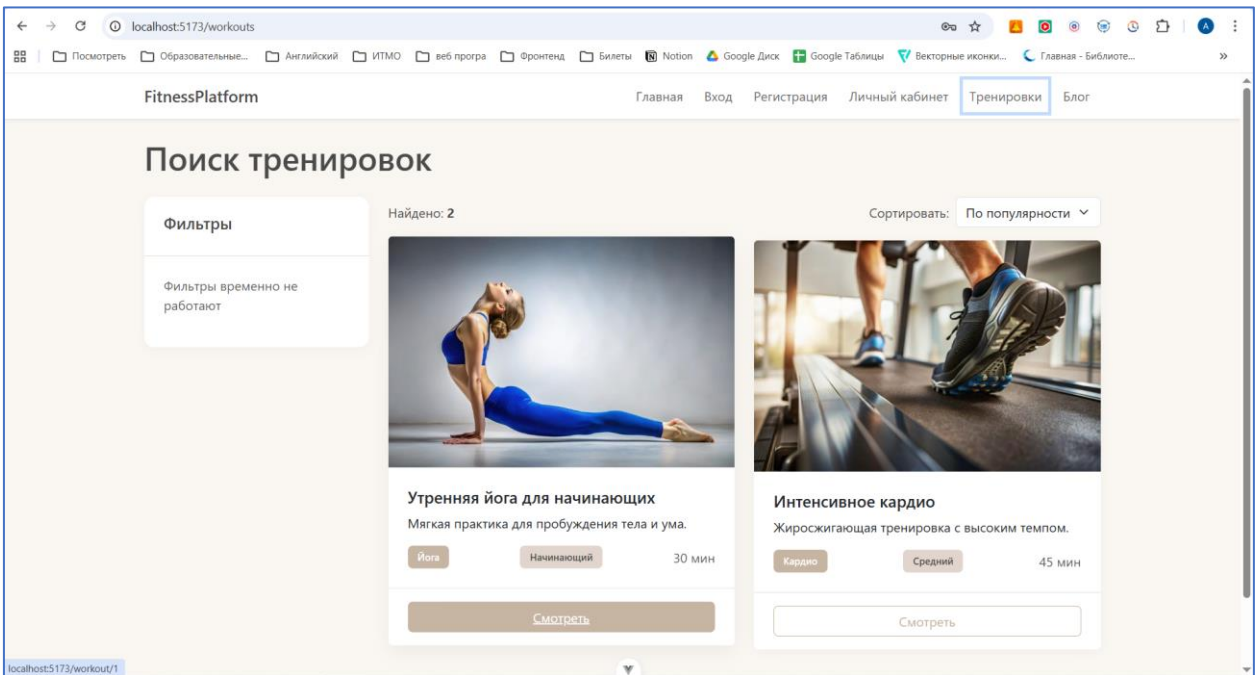 localhost:5173/workouts
A
Посмотреть Образовательные... Английский ИТМО веб програ Фронтенд Билеты Notion Google Диск Google Таблицы Векторные иконки... Главная - Библиоте... »
FitnessPlatform Главная Вход Регистрация Личный кабинет Тренировки Блог
Поиск тренировок
Фильтры
Фильтры временно не
работают
Найдено: 2 Сортировать: По популярности
Утренняя йога для начинающих
Мягкая практика для пробуждения тела и ума.
Йога Начинающий 30 мин
Смотреть
Интенсивное кардио
Жиросжигающая тренировка с высоким темпом.
Кардио Средний 45 мин
Смотреть
localhost:5173/workout/1